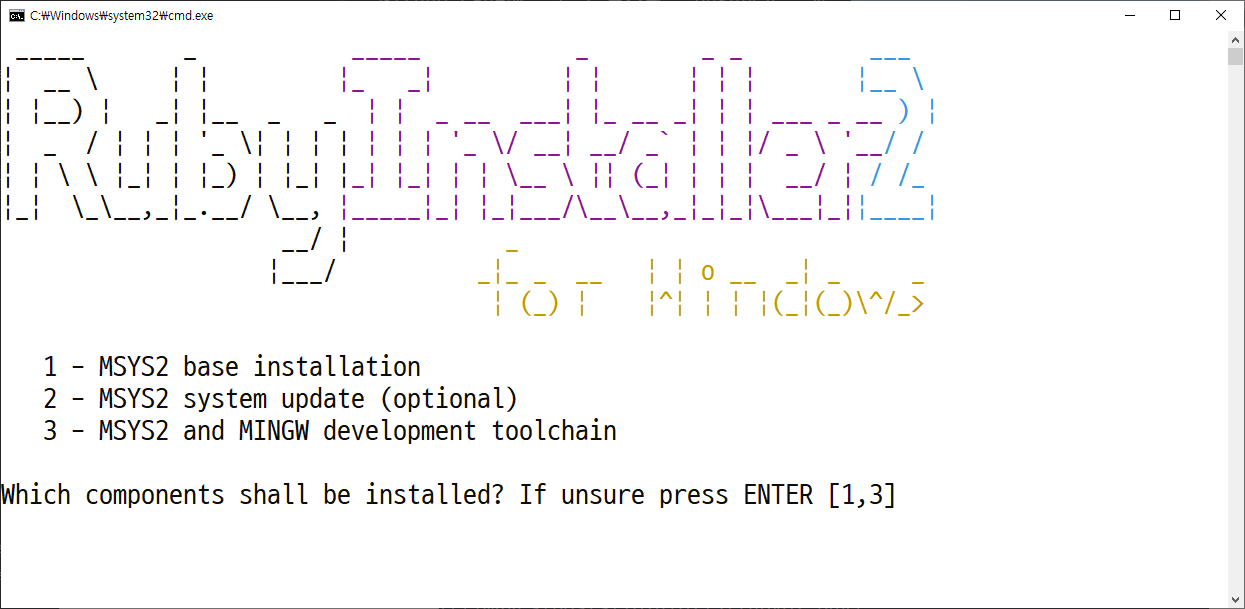 C:₩Windows₩system32₩cmd.exe
RubyInstaller2
for Windows
1 - MSYS2 base installation
2 - MSYS2 system update (optional)
3 - MSYS2 and MINGW development toolchain
Which components shall be installed? If unsure press ENTER [1,3]